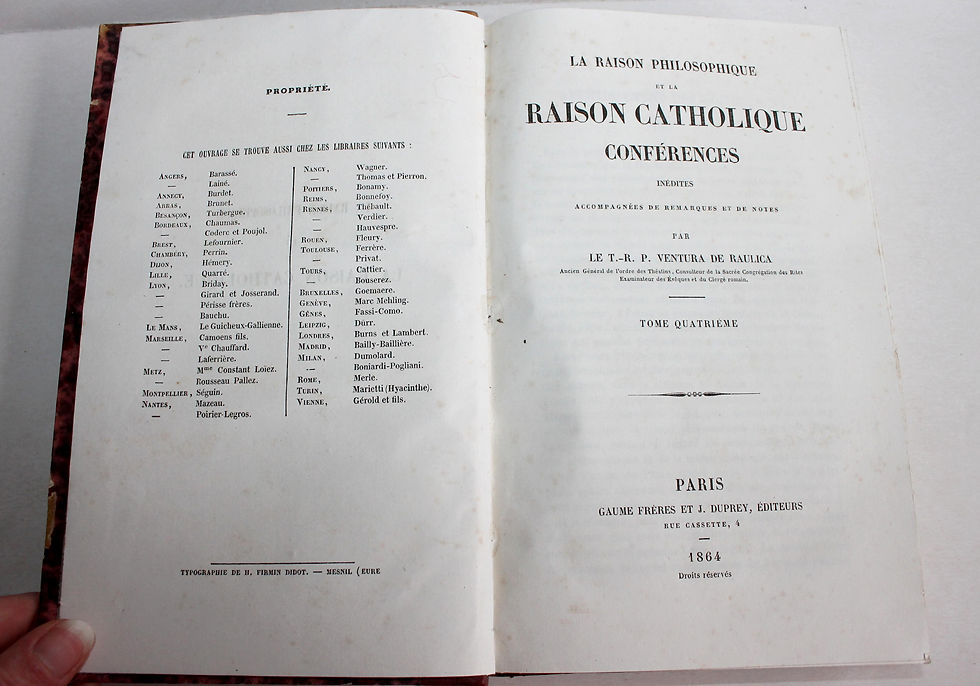 PROPRIÉTÉ.
CET OUVRAGE SE TROUVE AUSSI CHEZ LES LIBRAIRES SUIVANTS :
ANGERS, Barassé.
— Lainé.
ANNECY, Burdet.
ARRAS, Brunet.
BESANÇON, Turbergue.
BORDEAUX, Chaumas.
— Coderc et Poujol.
BREST, Lefournier.
CHAMBÉRY, Perrin.
DIJON, Hémery.
LILLE, Quarré.
LYON, Briday.
— Girard et Josserand.
— Périsse frères.
— Bauchu.
LE MANS, Le Guicheux-Gallienne.
MARSEILLE, Camoens fils.
— Ve Chauffard.
— Laferrière.
METZ, Mme Constant Loiez.
— Rousseau Pallez.
MONTPELLIER, Séguin.
NANTES, Mazeau.
— Poirier-Legros.
NANCY, Wagner.
— Thomas et Pierron.
POITIERS, Bonamy.
REIMS, Bonnefoy.
RENNES, Thébault.
— Verdier.
— Hauvespre.
ROUEN, Fleury.
TOULOUSE, Ferrère.
— Privat.
TOURS, Cattier.
— Bouserez.
BRUXELLES, Goemaere.
GENÈVE, Marc Mehling.
GÊNES, Fassi-Como.
LEIPZIG, Dürr.
LONDRES, Burns et Lambert.
MADRID, Bailly-Baillière.
MILAN, Dumolard.
— Boniardi-Pogliani.
ROME, Merle.
TURIN, Marietti (Hyacinthe).
VIENNE, Gérold et fils.
TYPOGRAPHIE DE H. FIRMIN DIDOT. — MESNIL (EURE
LA RAISON PHILOSOPHIQUE
ET LA
RAISON CATHOLIQUE
CONFÉRENCES
INÉDITES
ACCOMPAGNÉES DE REMARQUES ET DE NOTES
PAR
LE T.-R. P. VENTURA DE RAULICA
Ancien Général de l'ordre des Théatins, Consulteur de la Sacrée Congrégation des Rites
Examinateur des Évêques et du Clergé romain.
TOME QUATRIÈME
PARIS
GAUME FRÈRES ET J. DUPREY, ÉDITEURS
RUE CASSETTE, 4
1864
Droits réservés